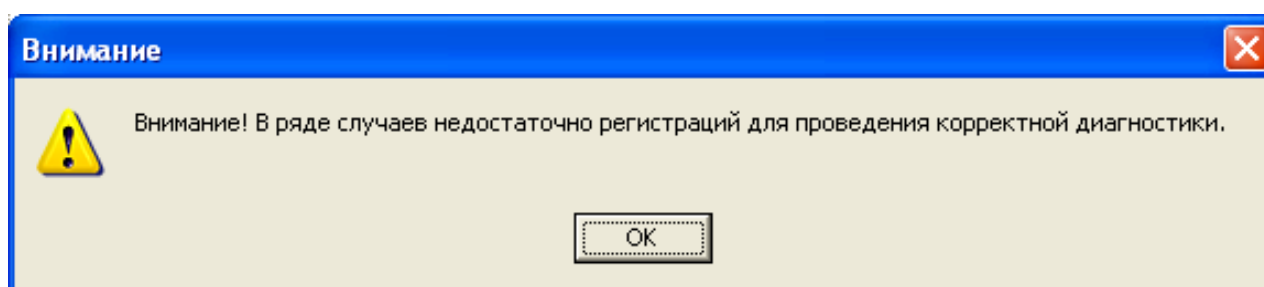 Внимание
Внимание! В ряде случаев недостаточно регистраций для проведения корректной диагностики.
OK